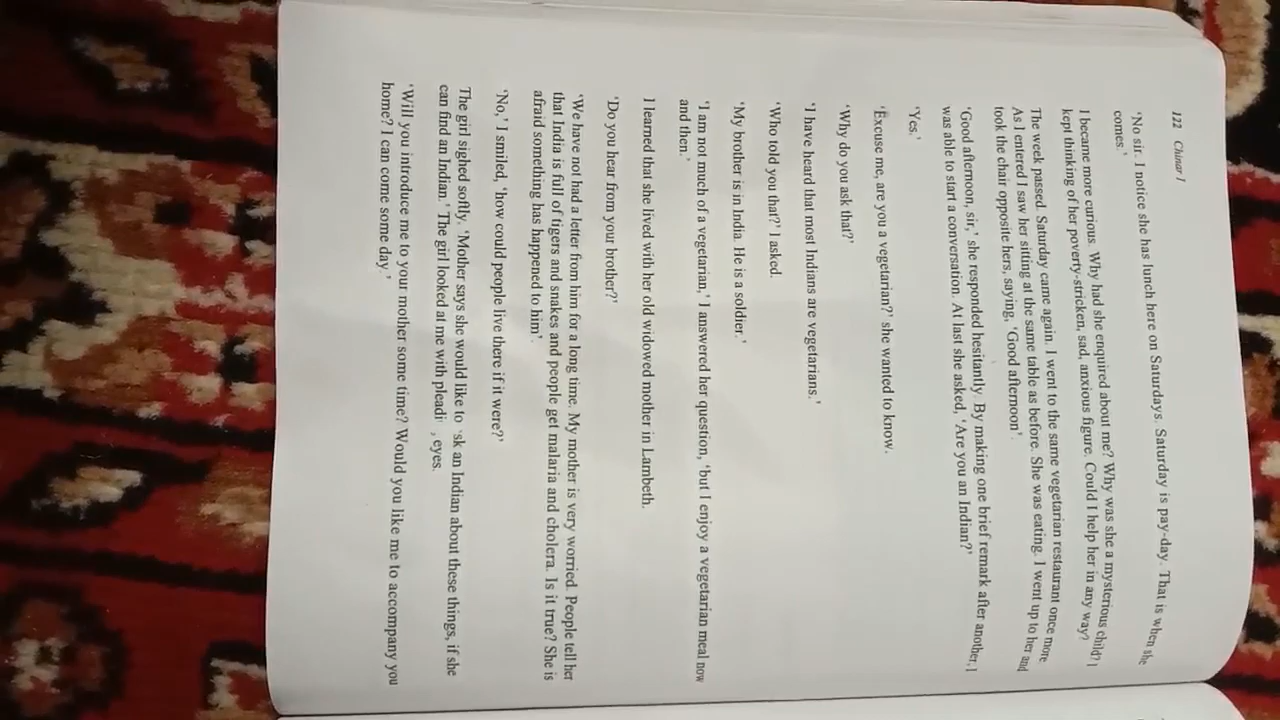 122 Chinar I
'No sir. I notice she has lunch here on Saturdays. Saturday is pay-day. That is when she
comes.'
I became more curious. Why had she enquired about me? Why was she a mysterious child? I
kept thinking of her poverty-stricken, sad, anxious figure. Could I help her in any way?
The week passed. Saturday came again. I went to the same vegetarian restaurant once more.
As I entered I saw her sitting at the same table as before. She was eating. I went up to her and
took the chair opposite hers, saying, 'Good afternoon'.
'Good afternoon, sir,' she responded hesitantly. By making one brief remark after another, I
was able to start a conversation. At last she asked, 'Are you an Indian?'
'Yes.'
'Excuse me, are you a vegetarian?' she wanted to know.
'Why do you ask that?'
'I have heard that most Indians are vegetarians.'
'Who told you that?' I asked.
'My brother is in India. He is a soldier.'
'I am not much of a vegetarian,' I answered her question, 'but I enjoy a vegetarian meal now
and then.'
I learned that she lived with her old widowed mother in Lambeth.
'Do you hear from your brother?'
'We have not had a letter from him for a long time. My mother is very worried. People tell her
that India is full of tigers and snakes and people get malaria and cholera. Is it true? She is
afraid something has happened to him'.
'No,' I smiled, 'how could people live there if it were?'
The girl sighed softly. 'Mother says she would like to sk an Indian about these things, if she
can find an Indian.' The girl looked at me with pleadi , eyes.
'Will you introduce me to your mother some time? Would you like me to accompany you
home? I can come some day.'